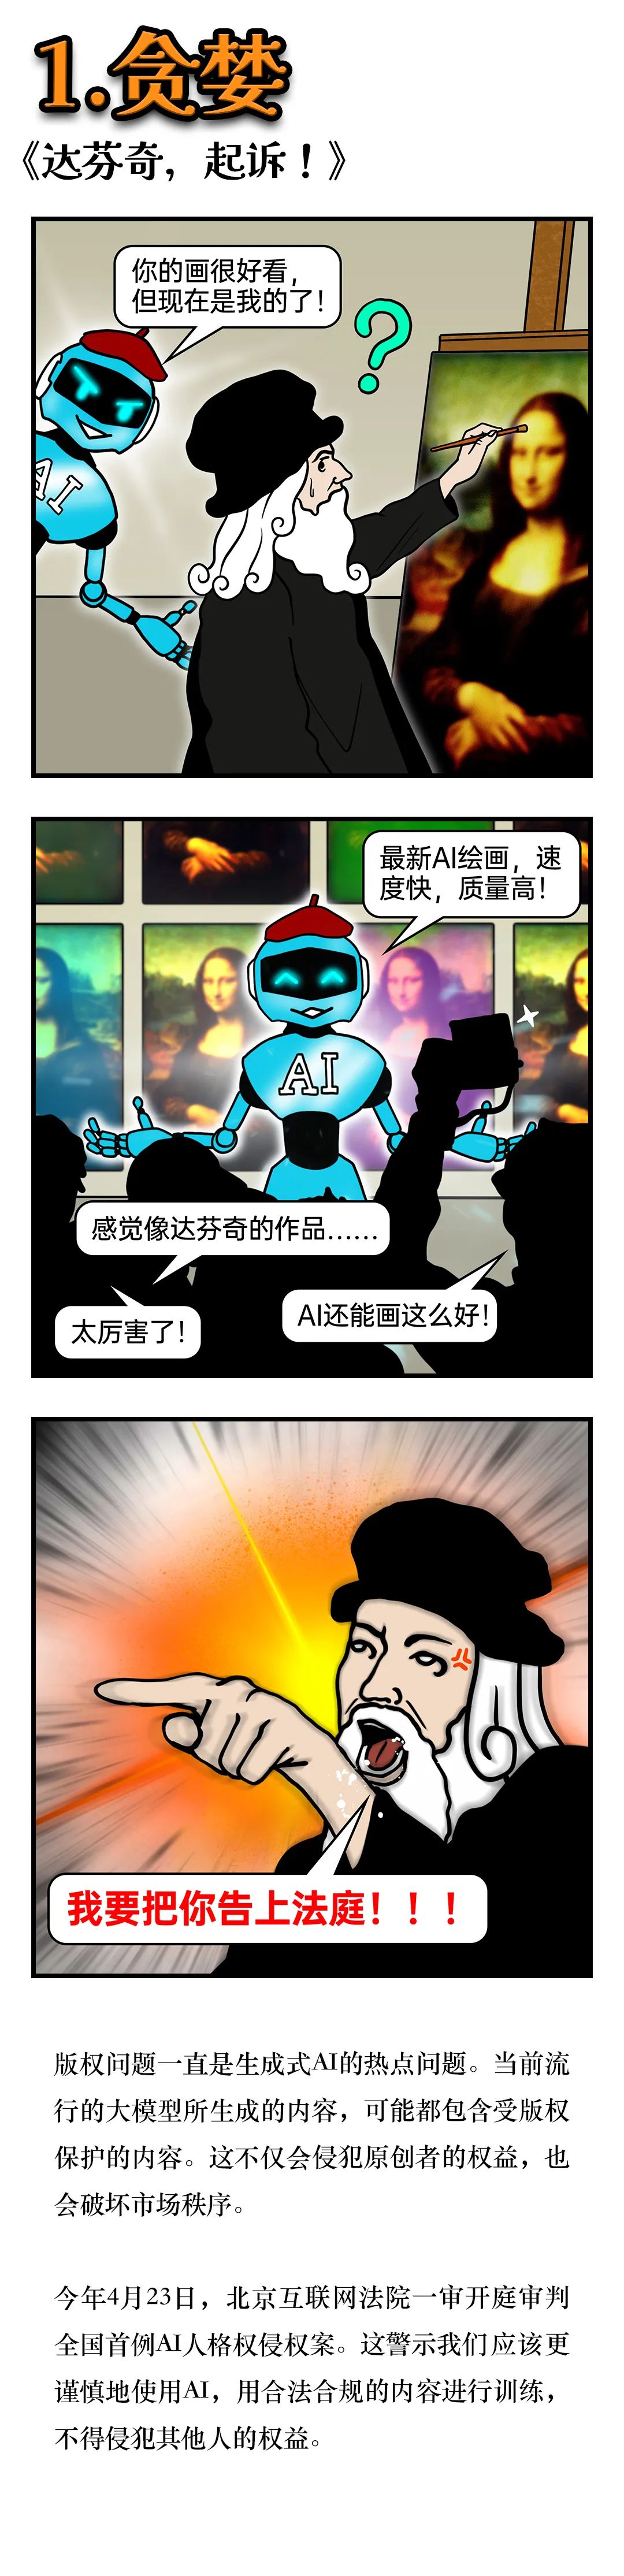 1.贪婪
《达芬奇，起诉！》
你的画很好看，
但现在是我的了！
AI
最新AI绘画，速
度快，质量高！
AI
感觉像达芬奇的作品……
AI还能画这么好！
太厉害了！
我要把你告上法庭！！！
版权问题一直是生成式AI的热点问题。当前流
行的大模型所生成的内容，可能都包含受版权
保护的内容。这不仅会侵犯原创者的权益，也
会破坏市场秩序。
今年4月23日，北京互联网法院一审开庭审判
全国首例AI人格权侵权案。这警示我们应该更
谨慎地使用AI，用合法合规的内容进行训练，
不得侵犯其他人的权益。